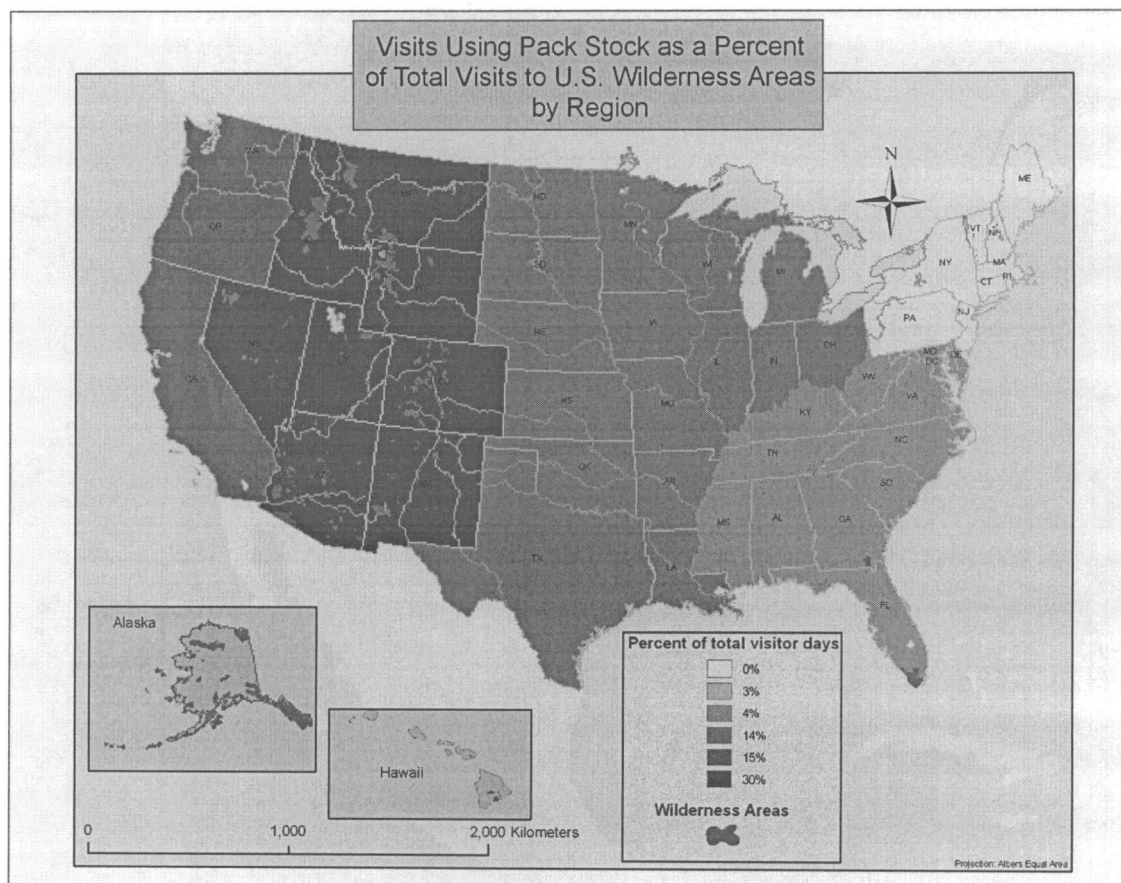 Visits Using Pack Stock as a Percent
of Total Visits to U.S. Wilderness Areas
by Region
N
ME
WA
MT
ND
MN
VT
NH
OR
ID
SD
WI
MI
NY
MA
CT
RI
NE
IA
PA
NJ
NV
IL
IN
OH
MD
DE
DC
CA
KS
MO
WV
VA
KY
OK
AR
TN
NC
SC
MS
AL
GA
TX
LA
FL
Alaska
Hawaii
Percent of total visitor days
0%
3%
4%
14%
15%
30%
Wilderness Areas
0
1,000
2,000 Kilometers
Projection: Albers Equal Area